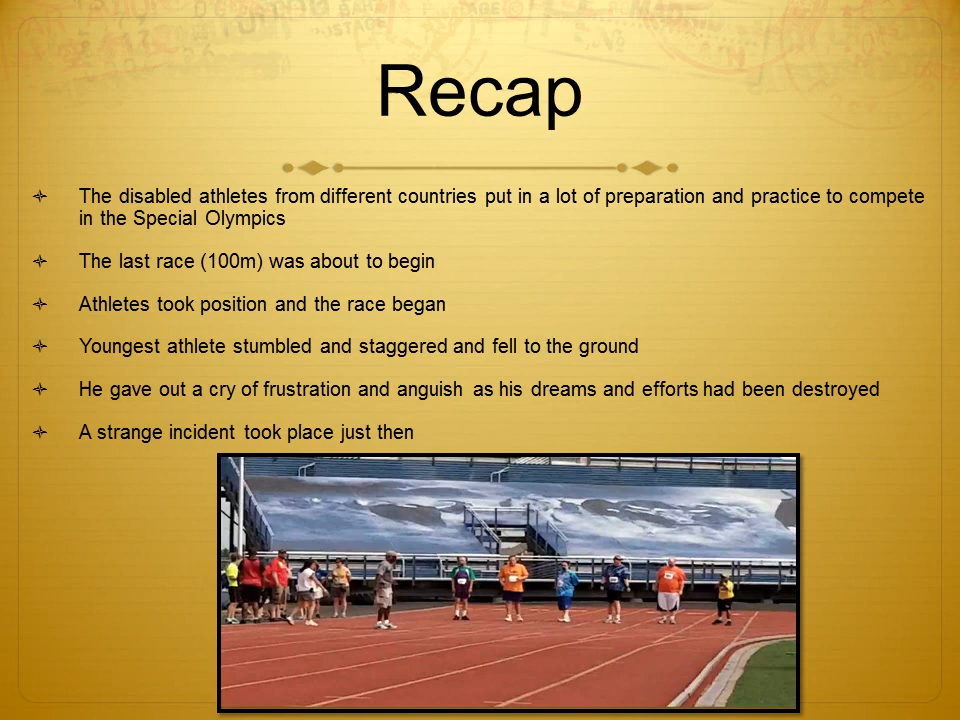 Recap
The disabled athletes from different countries put in a lot of preparation and practice to compete
in the Special Olympics
The last race (100m) was about to begin
Athletes took position and the race began
Youngest athlete stumbled and staggered and fell to the ground
He gave out a cry of frustration and anguish as his dreams and efforts had been destroyed
A strange incident took place just then